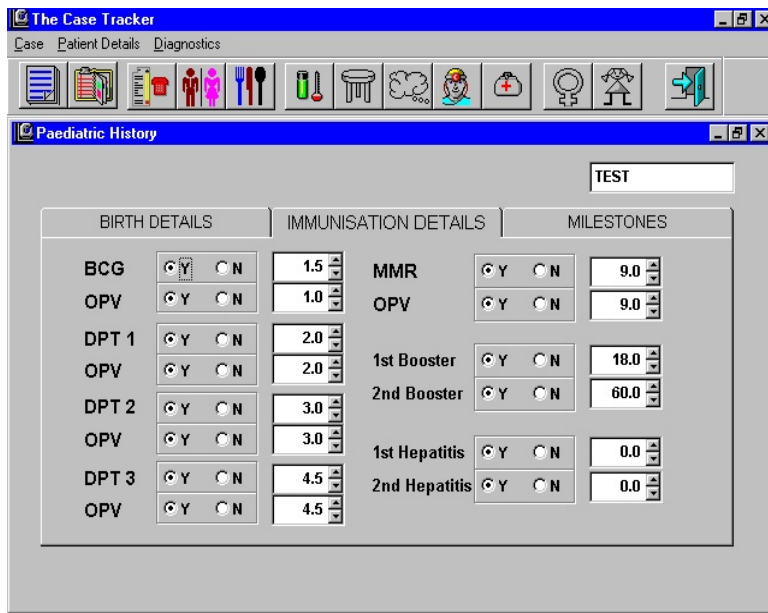 The Case Tracker
Case Patient Details Diagnostics
Paediatric History
TEST
BIRTH DETAILS IMMUNISATION DETAILS MILESTONES
BCG Y N 1.5 MMR Y N 9.0
OPV Y N 1.0 OPV Y N 9.0
DPT 1 Y N 2.0
OPV Y N 2.0 1st Booster Y N 18.0
DPT 2 Y N 3.0 2nd Booster Y N 60.0
OPV Y N 3.0 1st Hepatitis Y N 0.0
DPT 3 Y N 4.5 2nd Hepatitis Y N 0.0
OPV Y N 4.5